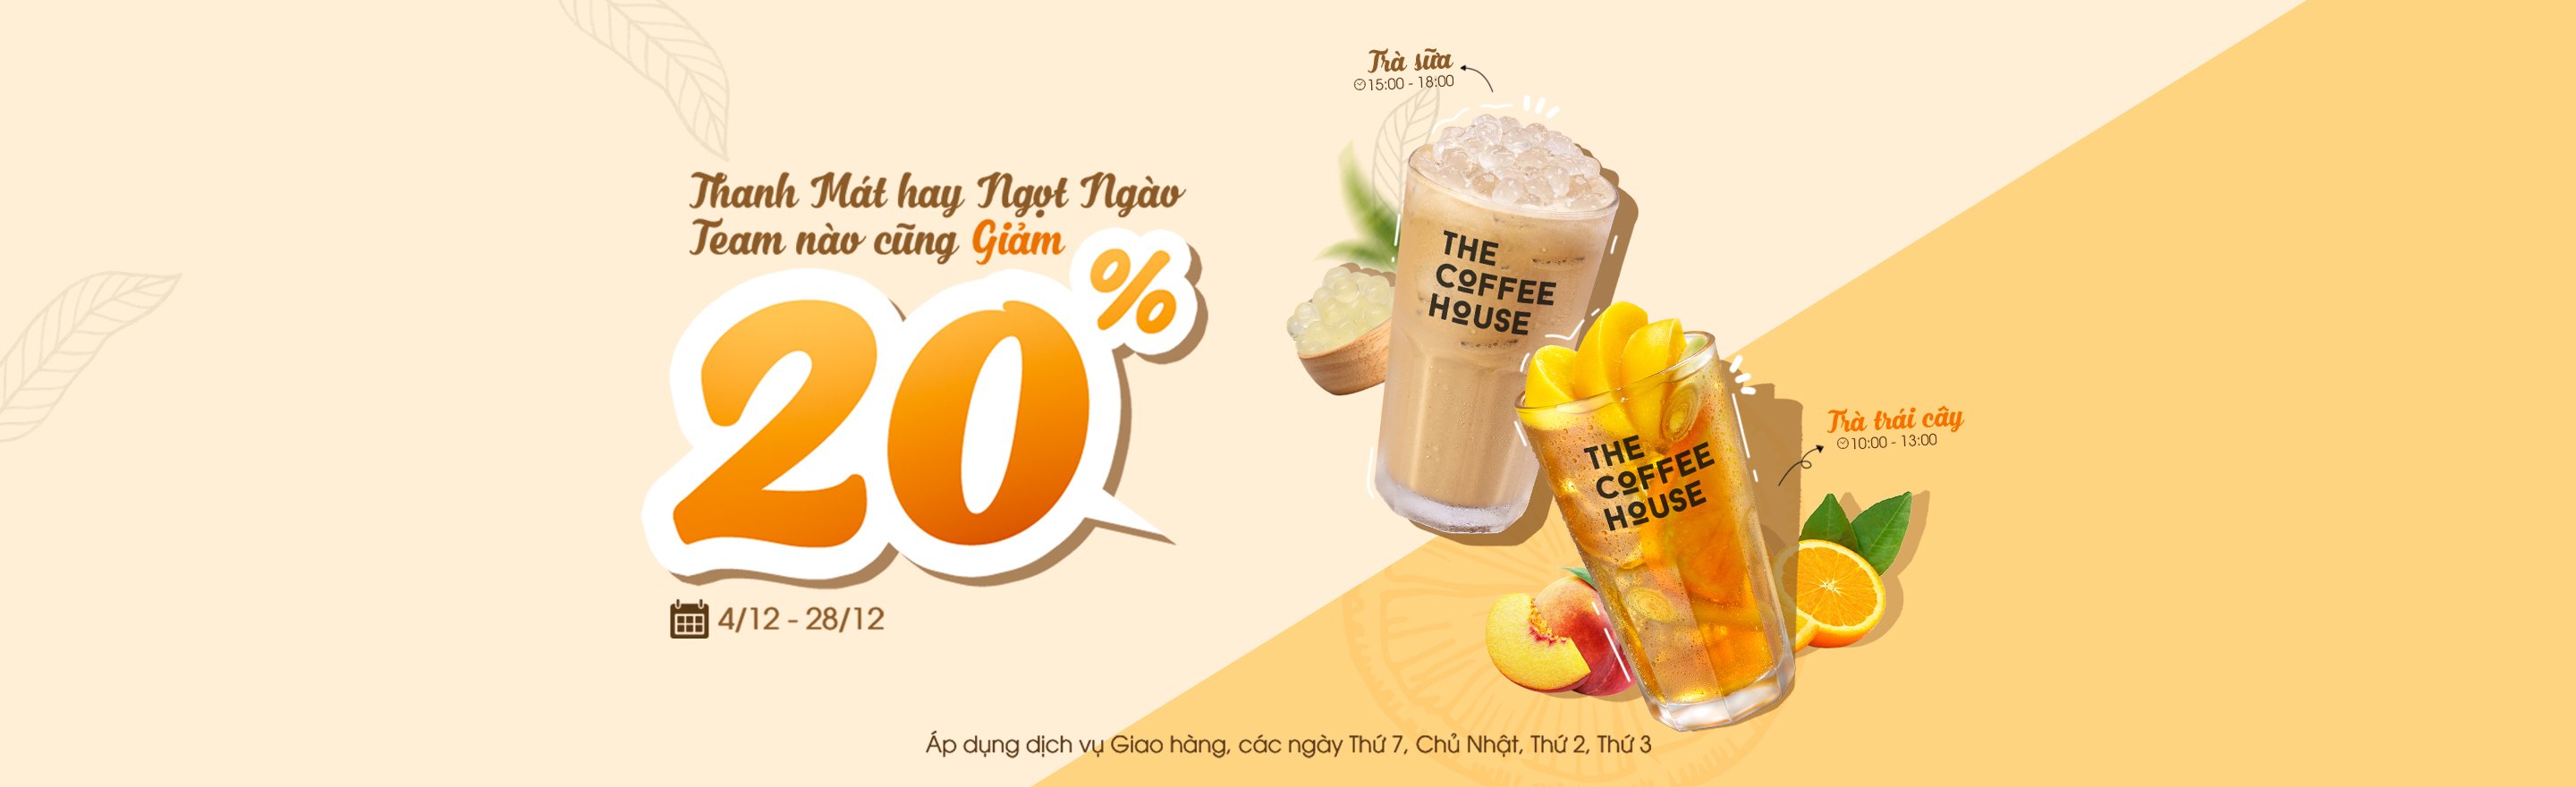 Trà sữa
15:00 - 18:00
Thanh Mát hay Ngọt Ngào
Team nào cũng Giảm
20%
4/12 - 28/12
THE
COFFEE
HOUSE
THE
COFFEE
HOUSE
Trà trái cây
10:00 - 13:00
Áp dụng dịch vụ Giao hàng, các ngày Thứ 7, Chủ Nhật, Thứ 2, Thứ 3